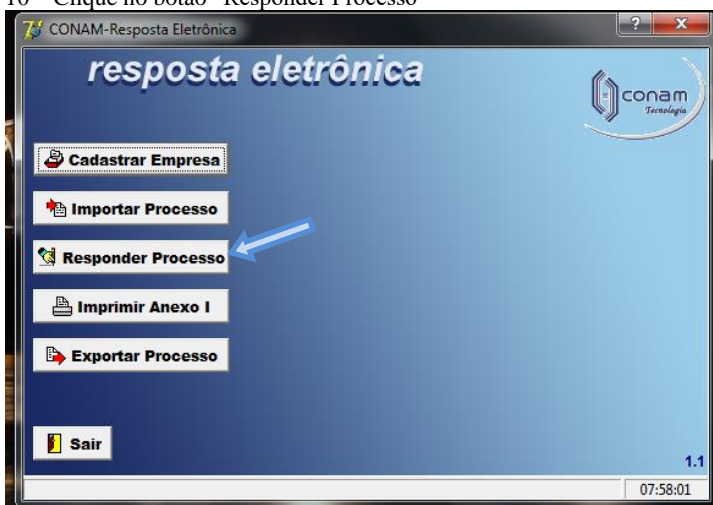 10 – Clique no botão "Responder Processo"
CONAM-Resposta Eletrônica
resposta eletrônica
conam
Tecnologia
Cadastrar Empresa
Importar Processo
Responder Processo
Imprimir Anexo I
Exportar Processo
Sair
1.1
07:58:01